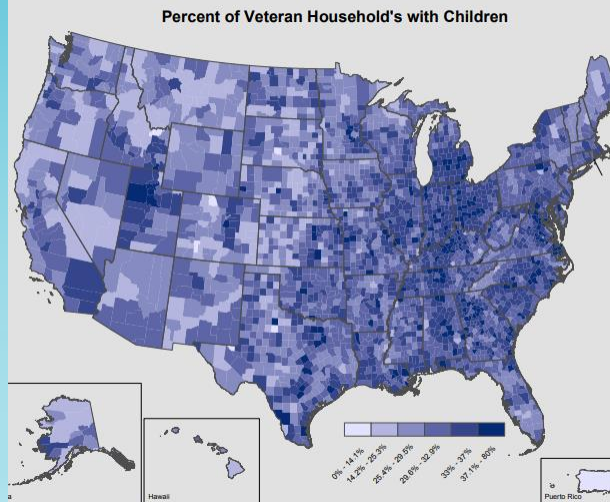 Percent of Veteran Household's with Children
0% - 14.1%
14.2% - 25.3%
25.4% - 29.5%
29.6% - 32.9%
33% - 37%
37.1% - 80%
a
Hawaii
Puerto Rico